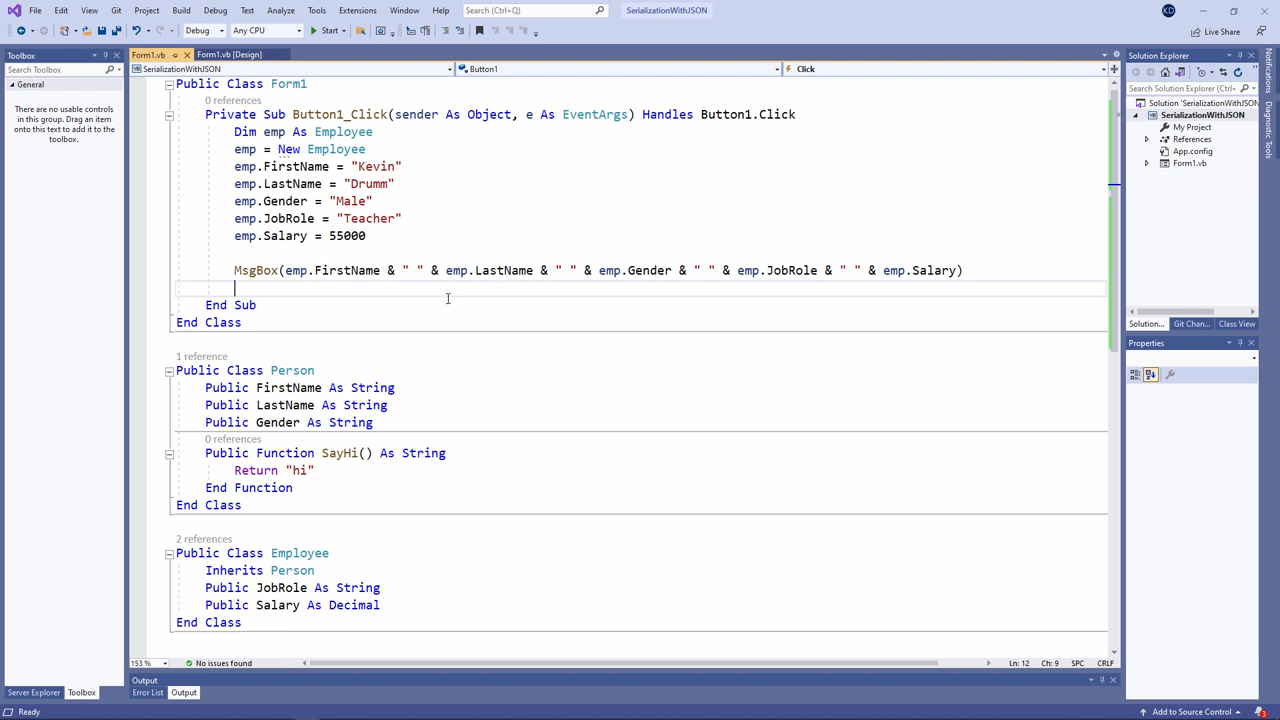 File Edit View Git Project Build Debug Test Analyze Tools Extensions Window Help Search (Ctrl+Q) SerializationWithJSON KD
Debug Any CPU Start Live Share
Toolbox
Search Toolbox
General
There are no usable controls
in this group. Drag an item
onto this text to add it to the
toolbox.
Server Explorer Toolbox
Form1.vb Form1.vb [Design]
SerializationWithJSON Button1 Click
Public Class Form1
0 references
Private Sub Button1_Click(sender As Object, e As EventArgs) Handles Button1.Click
Dim emp As Employee
emp = New Employee
emp.FirstName = "Kevin"
emp.LastName = "Drumm"
emp.Gender = "Male"
emp.JobRole = "Teacher"
emp.Salary = 55000
MsgBox(emp.FirstName & " " & emp.LastName & " " & emp.Gender & " " & emp.JobRole & " " & emp.Salary)
End Sub
End Class
1 reference
Public Class Person
Public FirstName As String
Public LastName As String
Public Gender As String
0 references
Public Function SayHi() As String
Return "hi"
End Function
End Class
2 references
Public Class Employee
Inherits Person
Public JobRole As String
Public Salary As Decimal
End Class
153 % No issues found Ln: 12 Ch: 9 SPC CRLF
Output
Error List Output
Solution Explorer
Search Solution Explorer (Ctrl+;)
Solution 'SerializationWithJSON
SerializationWithJSON
My Project
References
App.config
Form1.vb
Solution... Git Chan... Class View
Properties
Notifications
Diagnostic Tools
Ready Add to Source Control 3